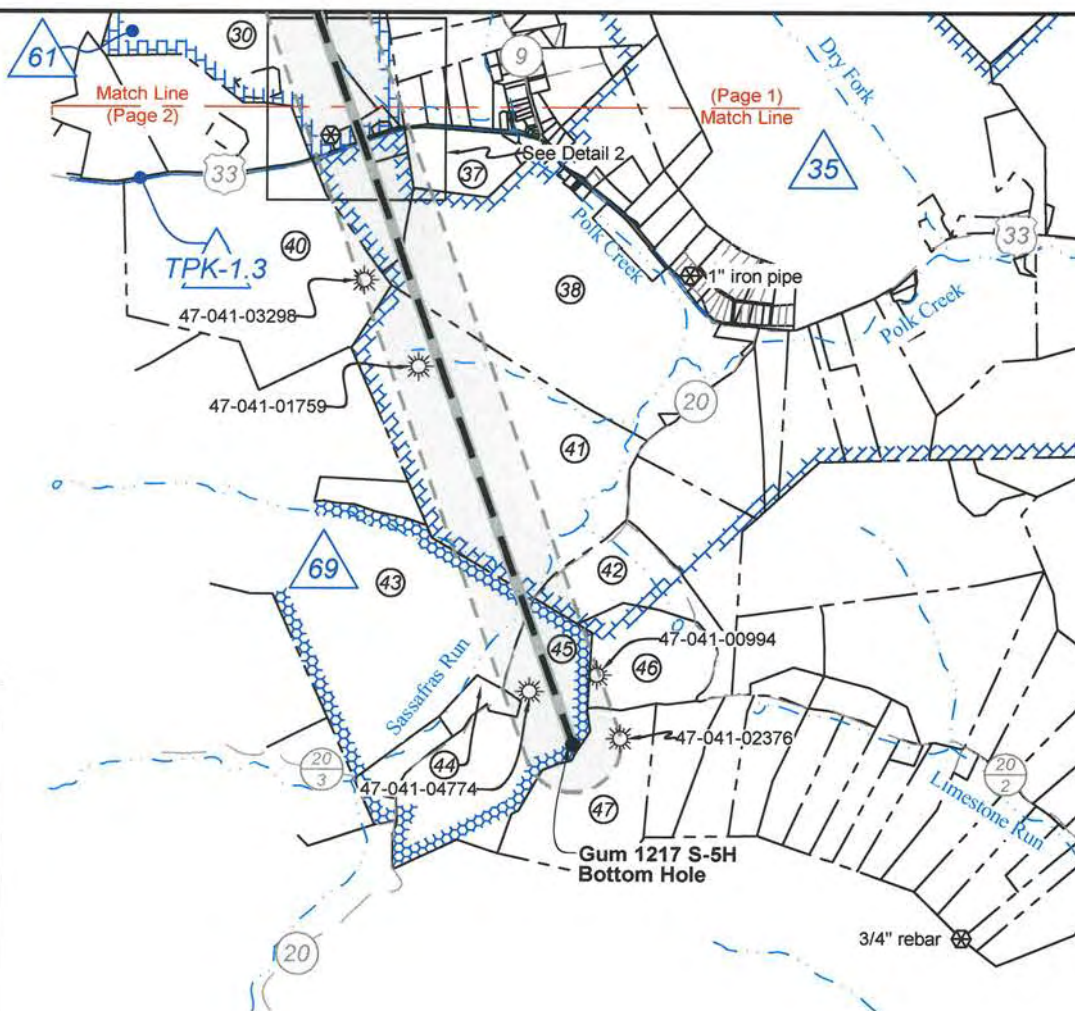 61
30
9
Dry Fork
Match Line
(Page 2)
(Page 1)
Match Line
33
See Detail 2
37
35
40
Polk Creek
33
TPK-1.3
38
1" iron pipe
47-041-03298
Polk Creek
47-041-01759
20
41
69
43
42
45
47-041-00994
46
Sassafras Run
47-041-02376
20
3
44
47-041-04774
20
2
47
Limestone Run
Gum 1217 S-5H
Bottom Hole
3/4" rebar
20